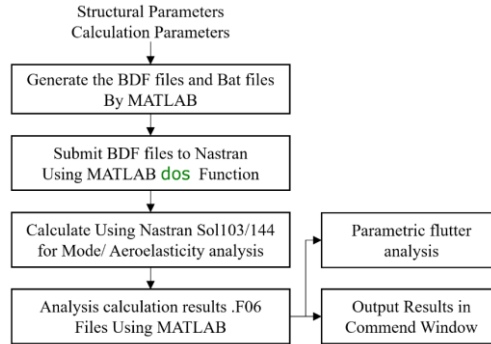 Structural Parameters
Calculation Parameters
Generate the BDF files and Bat files
By MATLAB
Submit BDF files to Nastran
Using MATLAB dos Function
Calculate Using Nastran Sol103/144
for Mode/ Aeroelasticity analysis
Analysis calculation results .F06
Files Using MATLAB
Parametric flutter
analysis
Output Results in
Commend Window